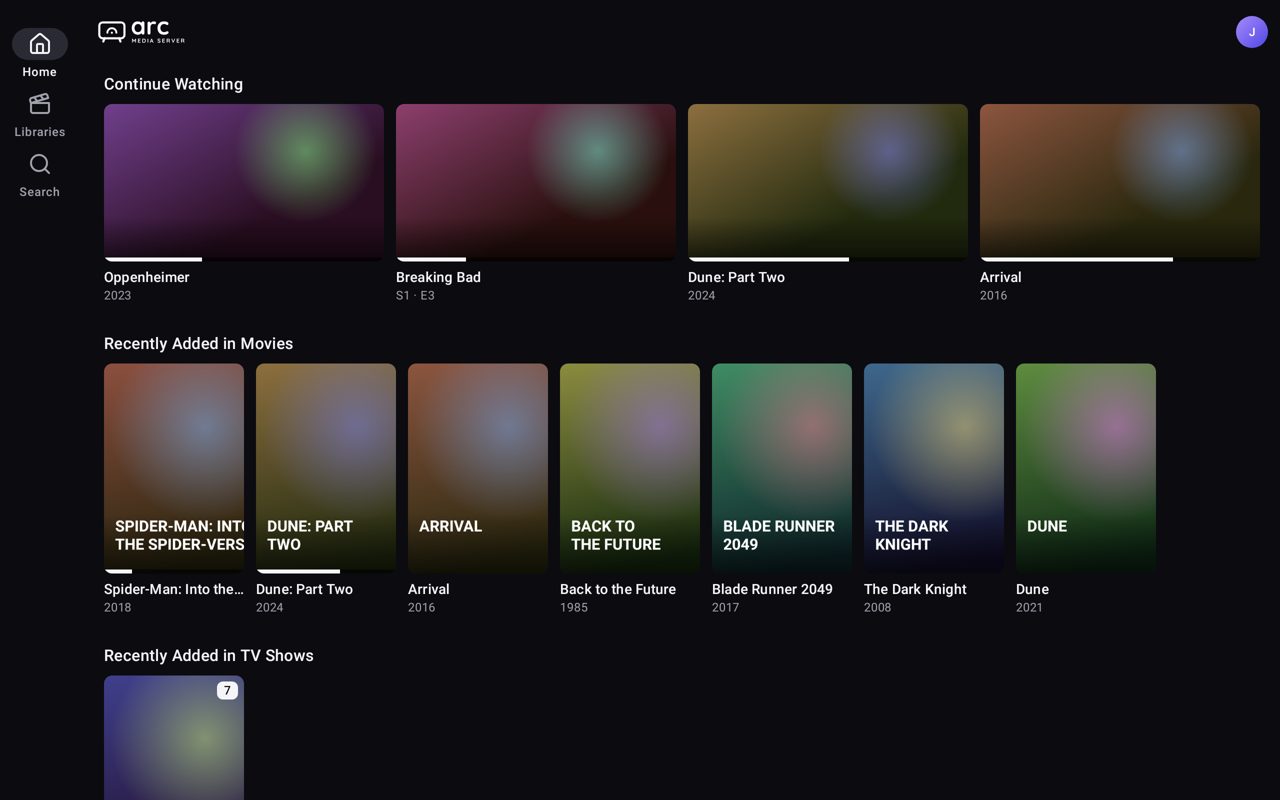 arc
MEDIA SERVER
J
Home
Libraries
Search
Continue Watching
Oppenheimer
2023
Breaking Bad
S1 · E3
Dune: Part Two
2024
Arrival
2016
Recently Added in Movies
SPIDER-MAN: INTO
THE SPIDER-VERS
Spider-Man: Into the...
2018
DUNE: PART
TWO
Dune: Part Two
2024
ARRIVAL
Arrival
2016
BACK TO
THE FUTURE
Back to the Future
1985
BLADE RUNNER
2049
Blade Runner 2049
2017
THE DARK
KNIGHT
The Dark Knight
2008
DUNE
Dune
2021
Recently Added in TV Shows
7